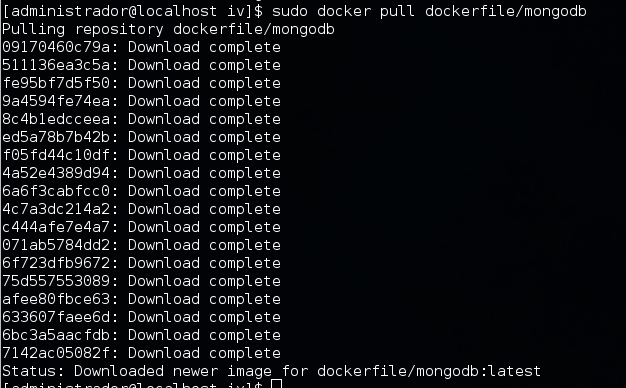 [administrador@localhost iv]$ sudo docker pull dockerfile/mongodb
Pulling repository dockerfile/mongodb
09170460c79a: Download complete
511136ea3c5a: Download complete
fe95bf7d5f50: Download complete
9a4594fe74ea: Download complete
8c4b1edcceea: Download complete
ed5a78b7b42b: Download complete
f05fd44c10df: Download complete
4a52e4389d94: Download complete
6a6f3cabfcc0: Download complete
4c7a3dc214a2: Download complete
c444afe7e4a7: Download complete
071ab5784dd2: Download complete
6f723dfb9672: Download complete
75d557553089: Download complete
afee80fbce63: Download complete
633607faee6d: Download complete
6bc3a5aacfdb: Download complete
7142ac05082f: Download complete
Status: Downloaded newer image for dockerfile/mongodb:latest
[administrador@localhost iv]$